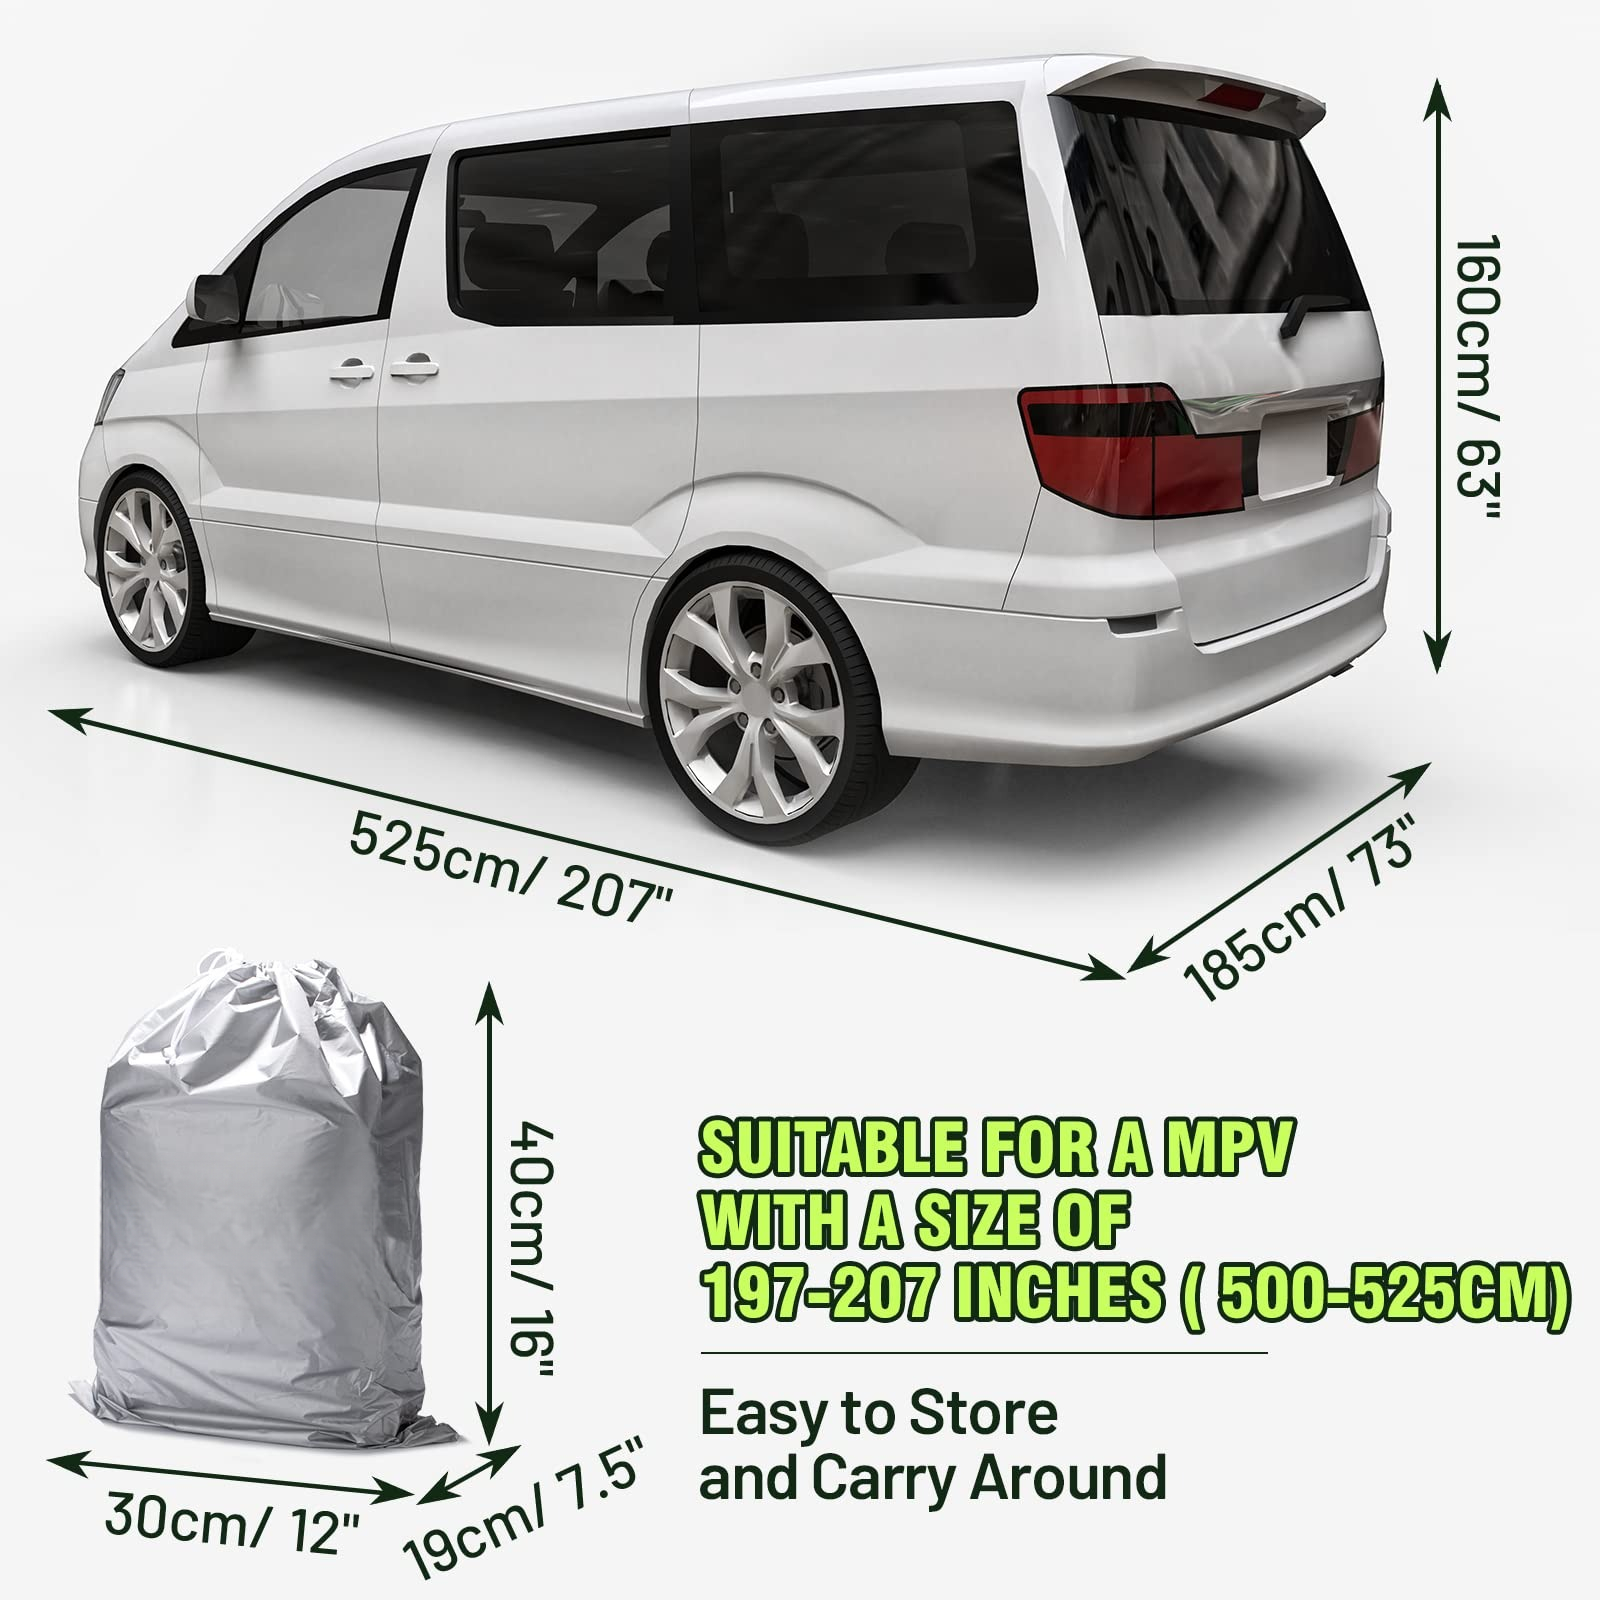 160cm/ 63"
525cm/ 207"
185cm/ 73"
40cm/ 16"
30cm/ 12"
19cm/ 7.5"
SUITABLE FOR A MPV
WITH A SIZE OF
197-207 INCHES ( 500-525CM)
Easy to Store
and Carry Around